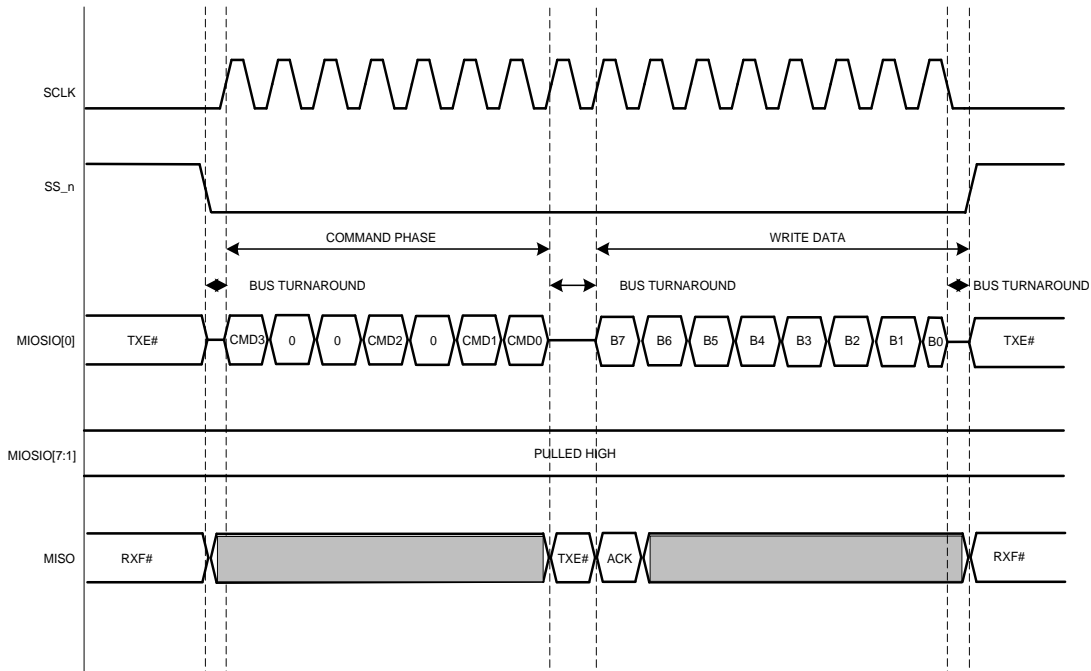 SCLK
SS_n
COMMAND PHASE WRITE DATA
BUS TURNAROUND BUS TURNAROUND BUS TURNAROUND
MIOSIO[0] TXE# CMD3 0 0 CMD2 0 CMD1 CMD0 B7 B6 B5 B4 B3 B2 B1 B0 TXE#
MIOSIO[7:1] PULLED HIGH
MISO RXF# TXE# ACK RXF#